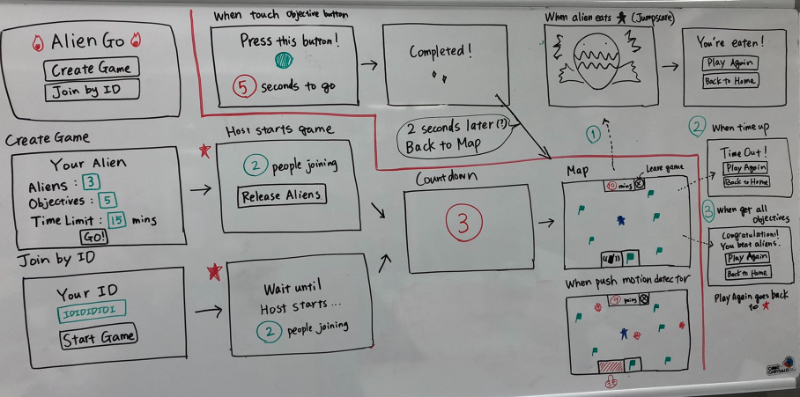 Alien Go
Create Game
Join by ID
When touch objective button
Press this button!
5 seconds to go
Completed!
2 seconds later(?)
Back to Map
When alien eats ★ (Jumpscare)
You're eaten!
Play Again
Back to Home
Create Game
Your Alien
Aliens : 3
Objectives : 5
Time Limit : 15 mins
GO!
Host starts game
2 people joining
Release Aliens
Countdown
3
Map
Leave game
mins
1
2 When time up
Time Out!
Play Again
Back to Home
3 When get all
objectives
Congratulations!
You beat aliens.
Play Again
Back to Home
Play Again goes back
to ★
Join by ID
Your ID
IDIDIDIDI
Start Game
Wait until
Host starts...
2 people joining
When push motion detector
mins